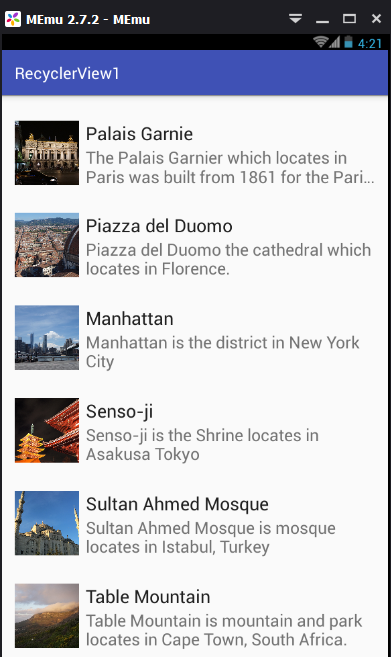 MEmu 2.7.2 - MEmu
4:21
RecyclerView1
Palais Garnie
The Palais Garnier which locates in
Paris was built from 1861 for the Pari...
Piazza del Duomo
Piazza del Duomo the cathedral which
locates in Florence.
Manhattan
Manhattan is the district in New York
City
Senso-ji
Senso-ji is the Shrine locates in
Asakusa Tokyo
Sultan Ahmed Mosque
Sultan Ahmed Mosque is mosque
locates in Istabul, Turkey
Table Mountain
Table Mountain is mountain and park
locates in Cape Town, South Africa.